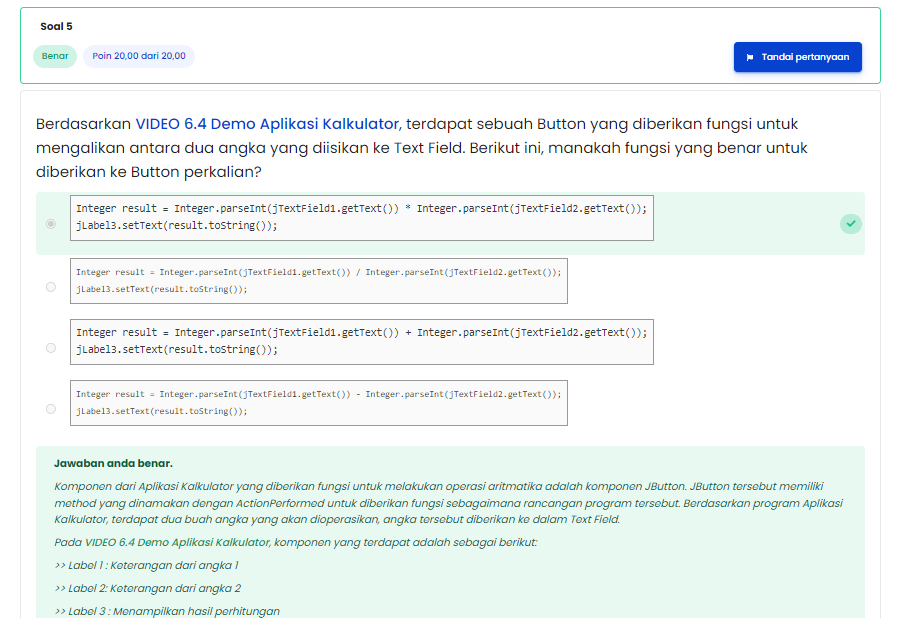 Soal 5
Benar
Poin 20,00 dari 20,00
Tandai pertanyaan
Berdasarkan VIDEO 6.4 Demo Aplikasi Kalkulator, terdapat sebuah Button yang diberikan fungsi untuk
mengalikan antara dua angka yang diisikan ke Text Field. Berikut ini, manakah fungsi yang benar untuk
diberikan ke Button perkalian?
Integer result = Integer.parseInt(jTextField1.getText()) * Integer.parseInt(jTextField2.getText());
jLabel3.setText(result.toString());
Integer result = Integer.parseInt(jTextField1.getText()) / Integer.parseInt(jTextField2.getText());
jLabel3.setText(result.toString());
Integer result = Integer.parseInt(jTextField1.getText()) + Integer.parseInt(jTextField2.getText());
jLabel3.setText(result.toString());
Integer result = Integer.parseInt(jTextField1.getText()) - Integer.parseInt(jTextField2.getText());
jLabel3.setText(result.toString());
Jawaban anda benar.
Komponen dari Aplikasi Kalkulator yang diberikan fungsi untuk melakukan operasi aritmatika adalah komponen JButton. JButton tersebut memiliki
method yang dinamakan dengan ActionPerformed untuk diberikan fungsi sebagaimana rancangan program tersebut. Berdasarkan program Aplikasi
Kalkulator, terdapat dua buah angka yang akan dioperasikan, angka tersebut diberikan ke dalam Text Field.
Pada VIDEO 6.4 Demo Aplikasi Kalkulator, komponen yang terdapat adalah sebagai berikut:
>> Label 1 : Keterangan dari angka 1
>> Label 2: Keterangan dari angka 2
>> Label 3 : Menampilkan hasil perhitungan